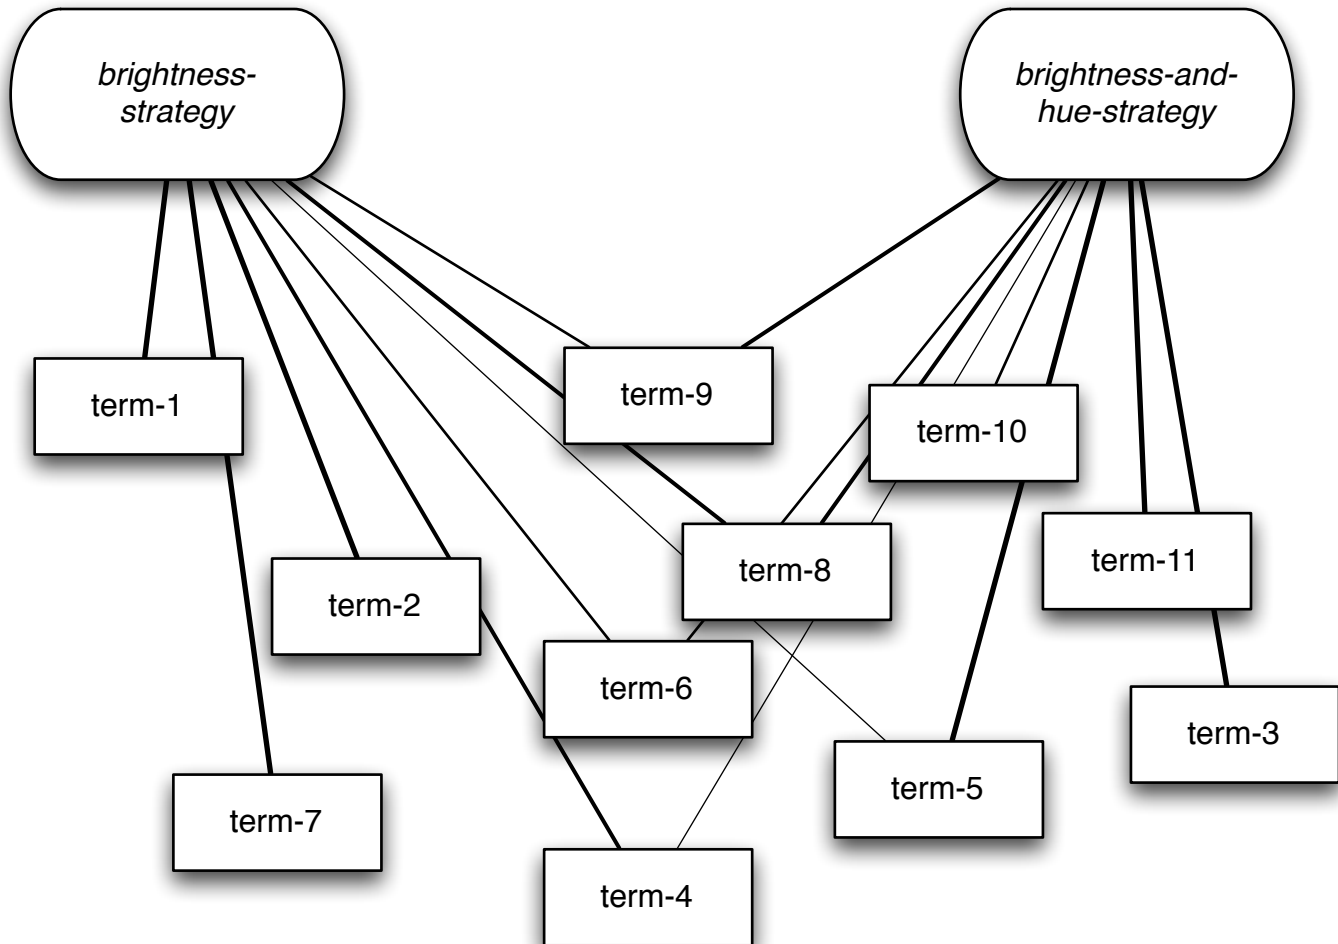 brightness-
strategy
brightness-and-
hue-strategy
term-9
term-1
term-10
term-11
term-8
term-2
term-6
term-3
term-5
term-7
term-4